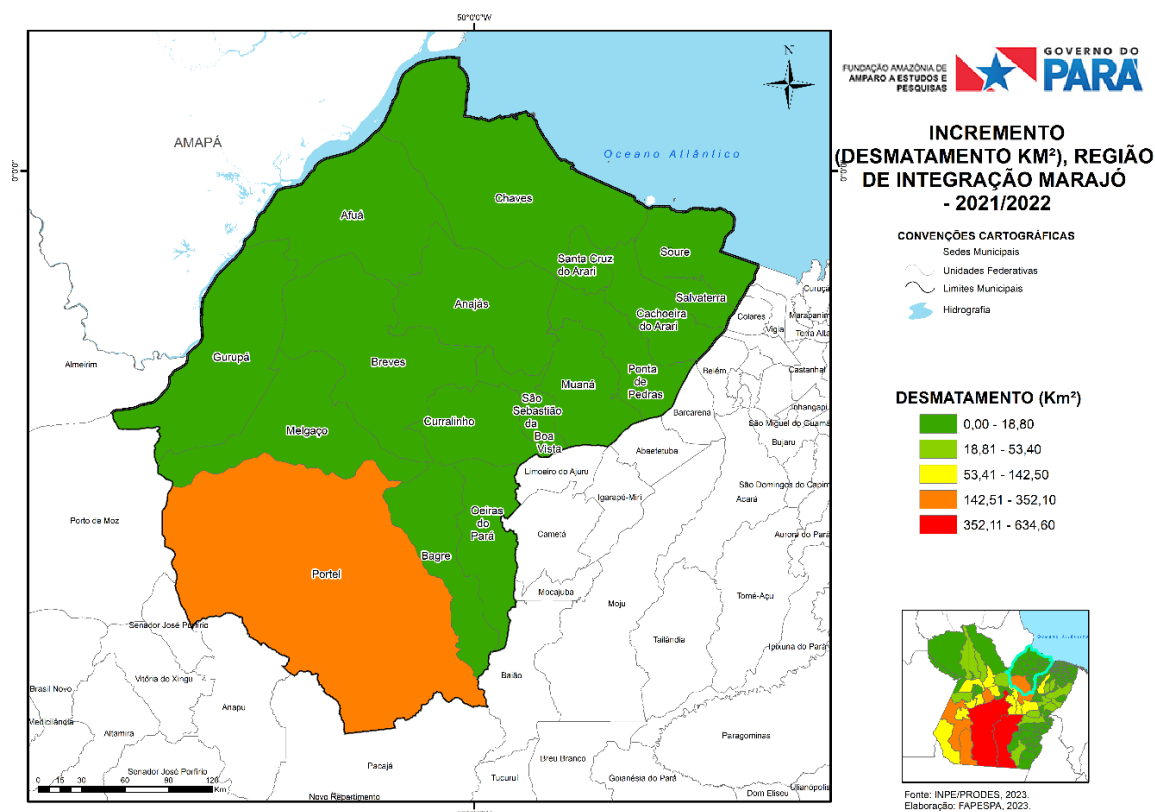 50°0'0"W
N
AMAPÁ
Oceano Atlântico
0°0'0"
0°0'0"
Chaves
Afuá
Santa Cruz
do Arari
Soure
Salvaterra
Anajás
Cachoeira
do Arari
Curuçá
Colares
Marapanim
Vigia
Terra Alta
Almeirim
Gurupá
Breves
Muaná
Ponta
de
Pedras
Belém
Castanhal
São
Sebastião
da
Boa
Vista
Curralinho
Melgaço
Barcarena
Inhangapi
São Miguel do Guamá
Bujaru
Abaetetuba
Limoeiro do Ajuru
São Domingos do Capim
Igarapé-Miri
Acará
Porto de Moz
Oeiras
do
Pará
Cametá
Aurora do Pará
Bagre
Portel
Mocajuba
Moju
Tomé-Açu
Senador José Porfírio
Tailândia
Ipixuna do Pará
Baião
Vitória do Xingu
Brasil Novo
Anapu
Medicilândia
Altamira
Paragominas
Senador José Porfírio
Pacajá
Breu Branco
Tucuruí
Goianésia do Pará
Ulianópolis
Dom Eliseu
Novo Repartimento
0 15 30 60 90 120
Km
FUNDAÇÃO AMAZÔNIA DE
AMPARO A ESTUDOS E
PESQUISAS
GOVERNO DO
PARÁ
INCREMENTO
(DESMATAMENTO KM²), REGIÃO
DE INTEGRAÇÃO MARAJÓ
- 2021/2022
CONVENÇÕES CARTOGRÁFICAS
Sedes Municipais
Unidades Federativas
Limites Municipais
Hidrografia
DESMATAMENTO (Km²)
0,00 - 18,80
18,81 - 53,40
53,41 - 142,50
142,51 - 352,10
352,11 - 634,60
Oceano Atlântico
Fonte: INPE/PRODES, 2023.
Elaboração: FAPESPA, 2023.